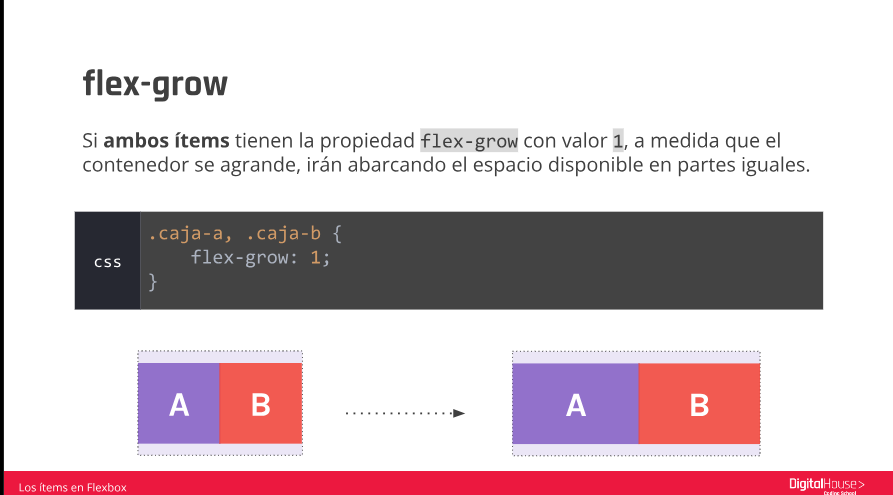 flex-grow
Si ambos ítems tienen la propiedad flex-grow con valor 1, a medida que el
contenedor se agrande, irán abarcando el espacio disponible en partes iguales.
css
.caja-a, .caja-b {
flex-grow: 1;
}
A B A B
Los ítems en Flexbox
DigitalHouse>
Coding School